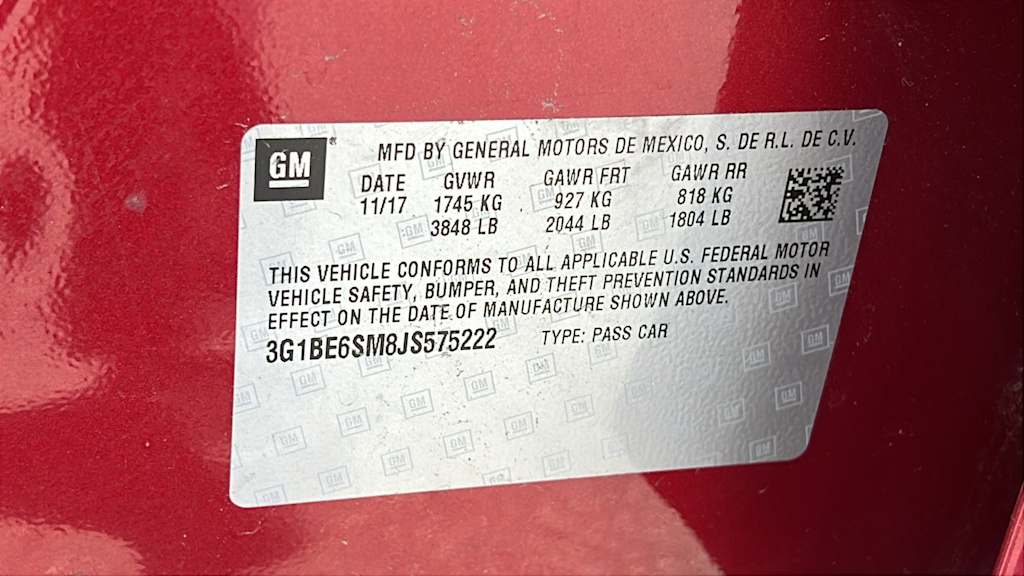 GM
MFD BY GENERAL MOTORS DE MEXICO, S. DE R.L. DE C.V.
DATE GVWR GAWR FRT GAWR RR
11/17 1745 KG 927 KG 818 KG
3848 LB 2044 LB 1804 LB
THIS VEHICLE CONFORMS TO ALL APPLICABLE U.S. FEDERAL MOTOR
VEHICLE SAFETY, BUMPER, AND THEFT PREVENTION STANDARDS IN
EFFECT ON THE DATE OF MANUFACTURE SHOWN ABOVE.
3G1BE6SM8JS575222 TYPE: PASS CAR